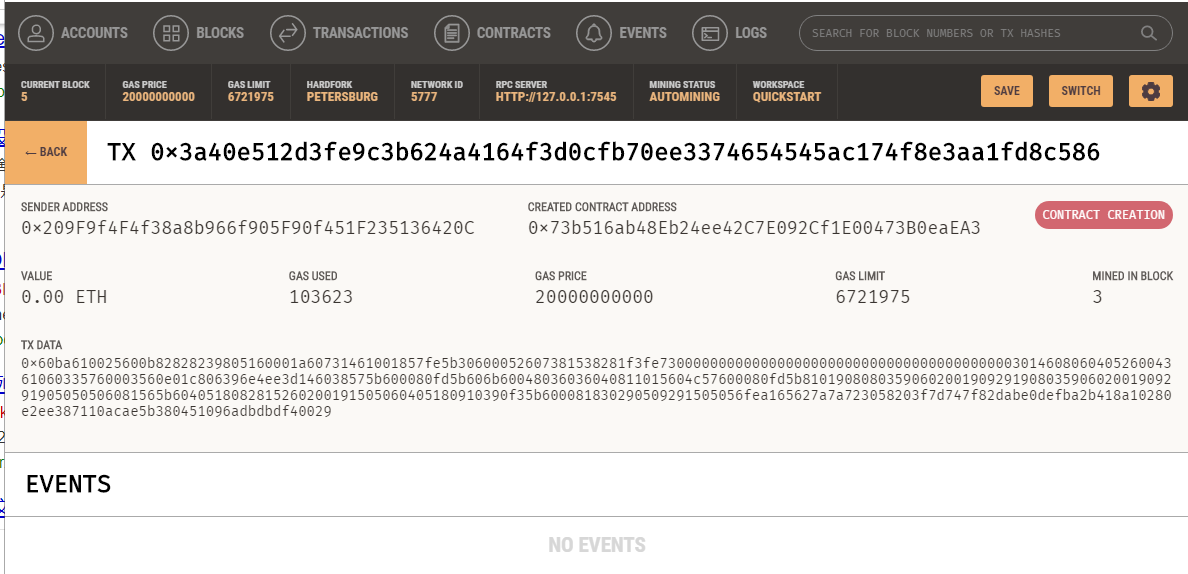 ACCOUNTS BLOCKS TRANSACTIONS CONTRACTS EVENTS LOGS SEARCH FOR BLOCK NUMBERS OR TX HASHES
CURRENT BLOCK GAS PRICE GAS LIMIT HARDFORK NETWORK ID RPC SERVER MINING STATUS WORKSPACE
5 20000000000 6721975 PETERSBURG 5777 HTTP://127.0.0.1:7545 AUTOMINING QUICKSTART SAVE SWITCH
← BACK TX 0×3a40e512d3fe9c3b624a4164f3d0cfb70ee3374654545ac174f8e3aa1fd8c586
SENDER ADDRESS CREATED CONTRACT ADDRESS
0×209F9f4F4f38a8b966f905F90f451F235136420C 0×73b516ab48Eb24ee42C7E092Cf1E00473B0eaEA3 CONTRACT CREATION
VALUE GAS USED GAS PRICE GAS LIMIT MINED IN BLOCK
0.00 ETH 103623 20000000000 6721975 3
TX DATA
0×60ba610025600b82828239805160001a60731461001857fe5b30600052607381538281f3fe730000000000000000000000000000000000000000301460806040526004361060335760003560e01c806396e4ee3d146038575b600080fd5b606b60048036036040811015604c57600080fd5b8101908080359060200190929190803590602001909291905050506081565b6040518082815260200191505060405180910390f35b600081830290509291505056fea165627a7a723058203f7d747f82dabe0defba2b418a10280e2ee387110acae5b380451096adbdbdf40029
EVENTS
NO EVENTS